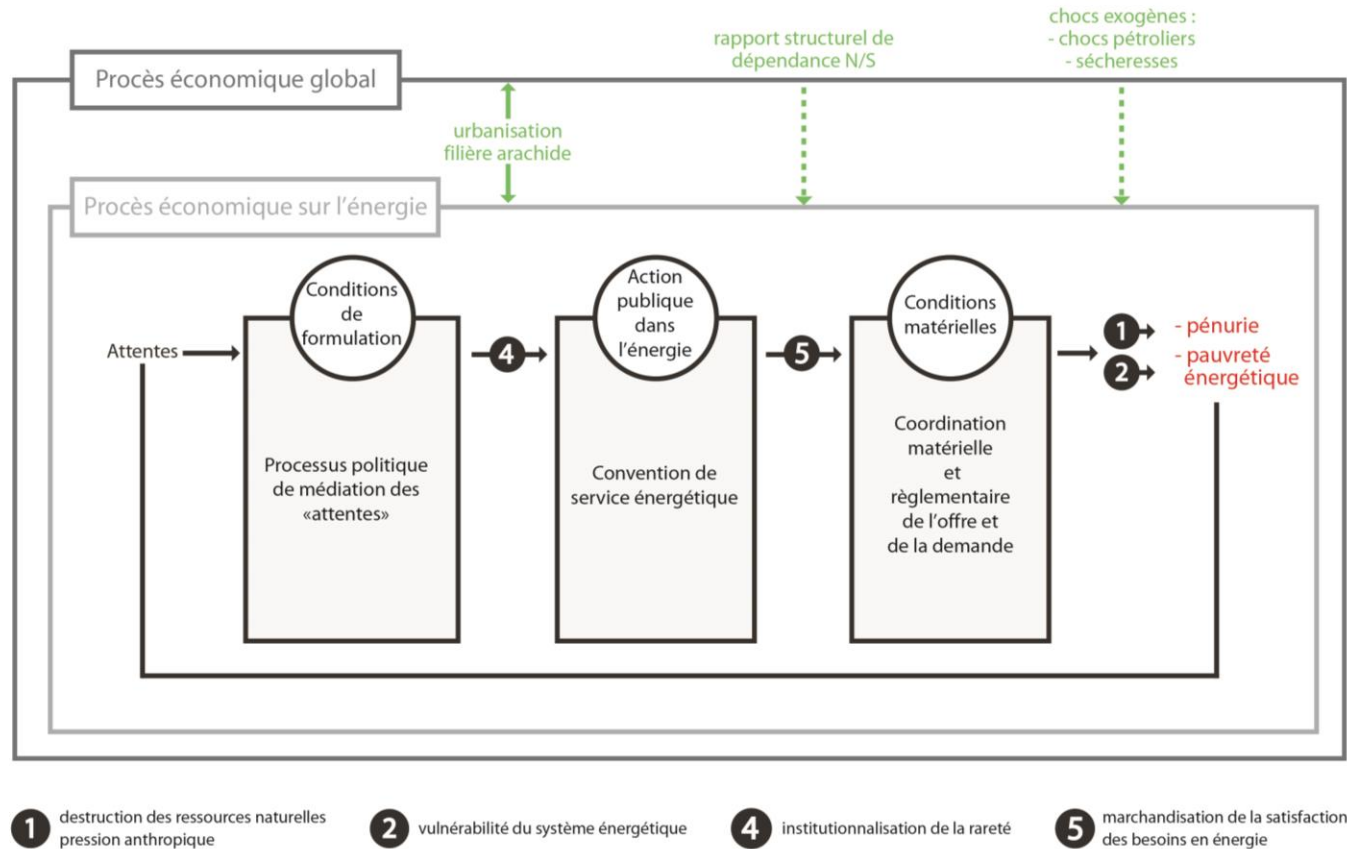 chocs exogènes :
- chocs pétroliers
- sécheresses
rapport structurel de
dépendance N/S
Procès économique global
urbanisation
filière arachide
Procès économique sur l'énergie
Conditions
de
formulation
Action
publique
dans
l'énergie
Conditions
matérielles
Attentes
4
5
1
2
- pénurie
- pauvreté
énergétique
Processus politique
de médiation des
«attentes»
Convention de
service énergétique
Coordination
matérielle
et
règlementaire
de l'offre et
de la demande
1
destruction des ressources naturelles
pression anthropique
2
vulnérabilité du système énergétique
4
institutionnalisation de la rareté
5
marchandisation de la satisfaction
des besoins en énergie